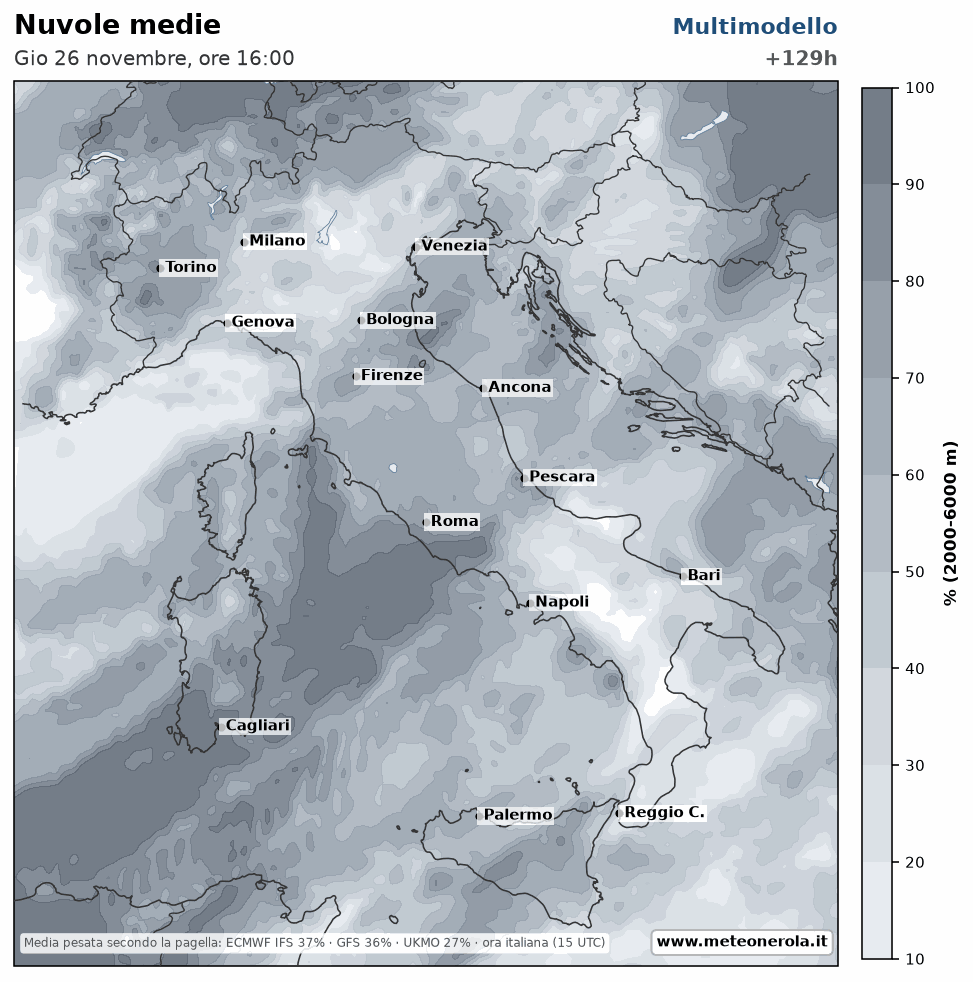 Nuvole medie
Multimodello
Gio 26 novembre, ore 16:00
+129h
100
90
80
70
60
50
40
30
20
10
% (2000-6000 m)
Milano
Venezia
Torino
Genova
Bologna
Firenze
Ancona
Pescara
Roma
Bari
Napoli
Cagliari
Palermo
Reggio C.
Media pesata secondo la pagella: ECMWF IFS 37% · GFS 36% · UKMO 27% · ora italiana (15 UTC)
www.meteonerola.it